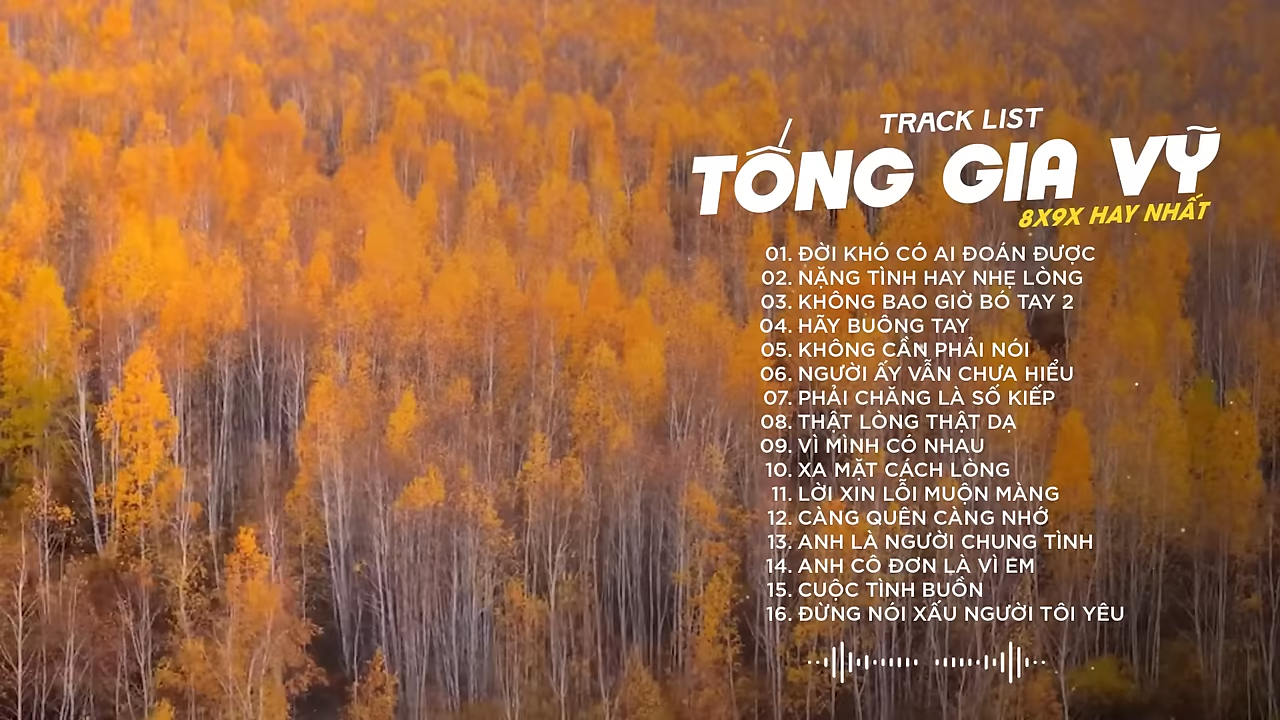 TRACK LIST
TỐNG GIA VỸ
8X9X HAY NHẤT
01. ĐỜI KHÓ CÓ AI ĐOÁN ĐƯỢC
02. NẶNG TÌNH HAY NHẸ LÒNG
03. KHÔNG BAO GIỜ BÓ TAY 2
04. HÃY BUÔNG TAY
05. KHÔNG CẦN PHẢI NÓI
06. NGƯỜI ẤY VẪN CHƯA HIỂU
07. PHẢI CHĂNG LÀ SỐ KIẾP
08. THẬT LÒNG THẬT DẠ
09. VÌ MÌNH CÓ NHAU
10. XA MẶT CÁCH LÒNG
11. LỜI XIN LỖI MUỘN MÀNG
12. CÀNG QUÊN CÀNG NHỚ
13. ANH LÀ NGƯỜI CHUNG TÌNH
14. ANH CÔ ĐƠN LÀ VÌ EM
15. CUỘC TÌNH BUỒN
16. ĐỪNG NÓI XẤU NGƯỜI TÔI YÊU